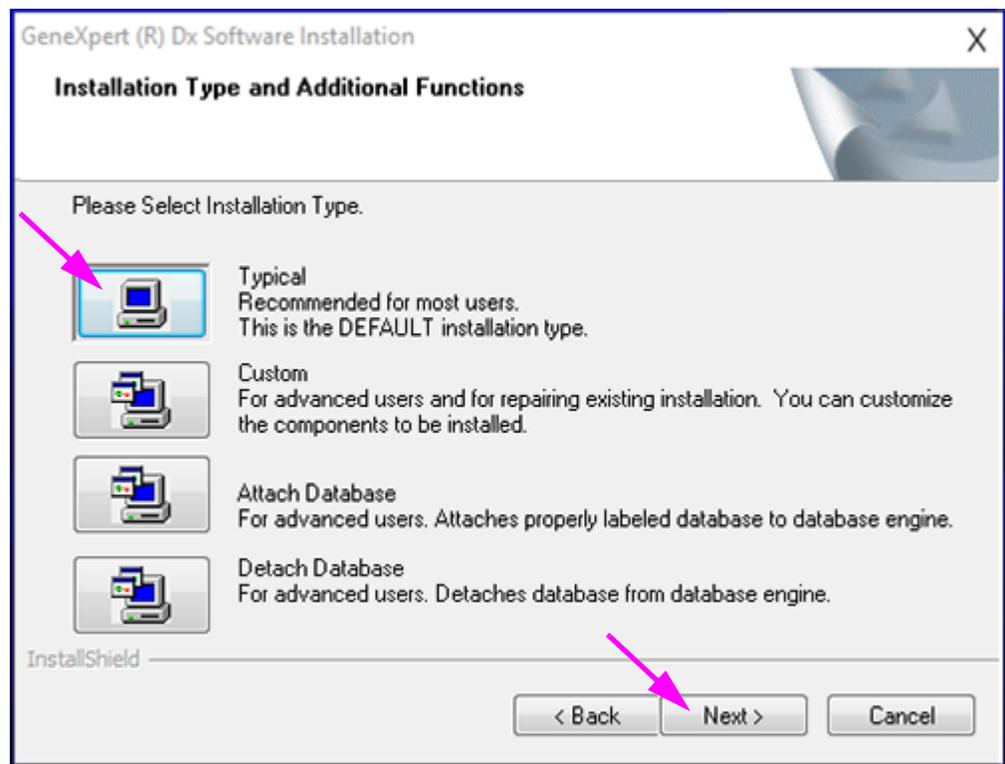 GeneXpert (R) Dx Software Installation
X
Installation Type and Additional Functions
Please Select Installation Type.
Typical
Recommended for most users.
This is the DEFAULT installation type.
Custom
For advanced users and for repairing existing installation.  You can customize
the components to be installed.
Attach Database
For advanced users. Attaches properly labeled database to database engine.
Detach Database
For advanced users. Detaches database from database engine.
InstallShield
< Back
Next >
Cancel